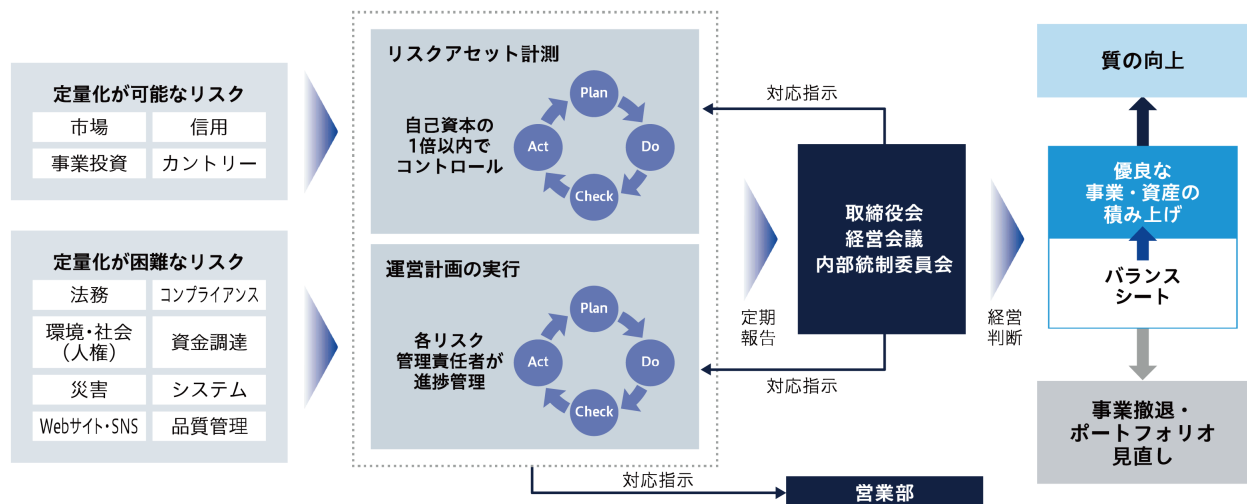 定量化が可能なリスク
市場
信用
事業投資
カントリー
定量化が困難なリスク
法務
コンプライアンス
環境・社会
(人権)
資金調達
災害
システム
Webサイト・SNS
品質管理
リスクアセット計測
自己資本の
1倍以内で
コントロール
Plan
Do
Check
Act
運営計画の実行
各リスク
管理責任者が
進捗管理
Plan
Do
Check
Act
対応指示
定期
報告
取締役会
経営会議
内部統制委員会
対応指示
対応指示
営業部
経営
判断
質の向上
優良な
事業・資産の
積み上げ
バランス
シート
事業撤退・
ポートフォリオ
見直し